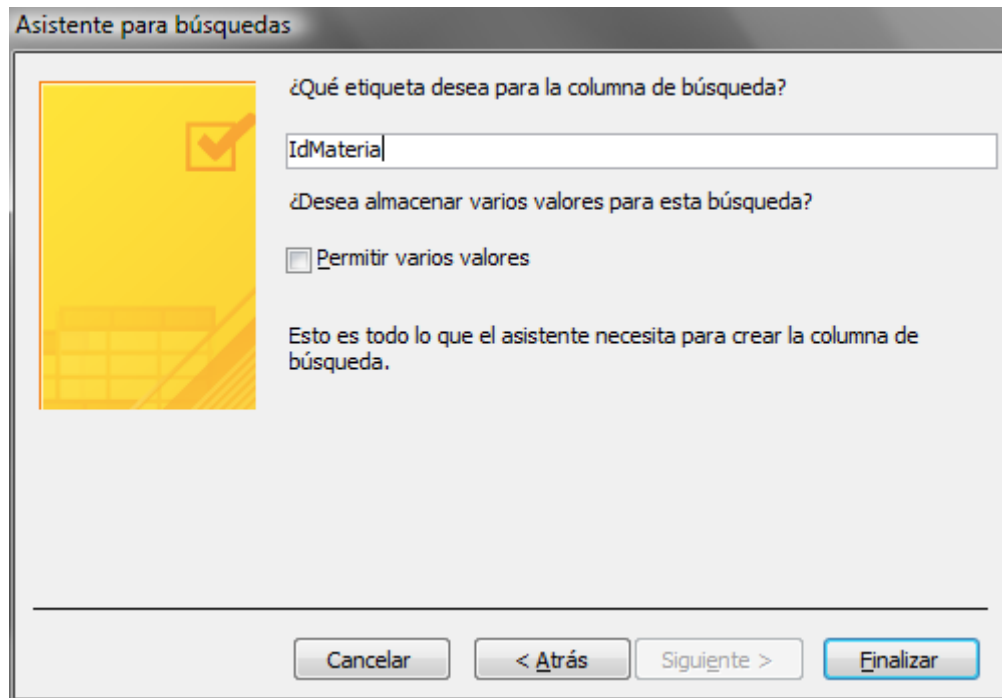 Asistente para búsquedas
¿Qué etiqueta desea para la columna de búsqueda?
IdMateria
¿Desea almacenar varios valores para esta búsqueda?
Permitir varios valores
Esto es todo lo que el asistente necesita para crear la columna de
búsqueda.
Cancelar < Atrás Siguiente > Finalizar